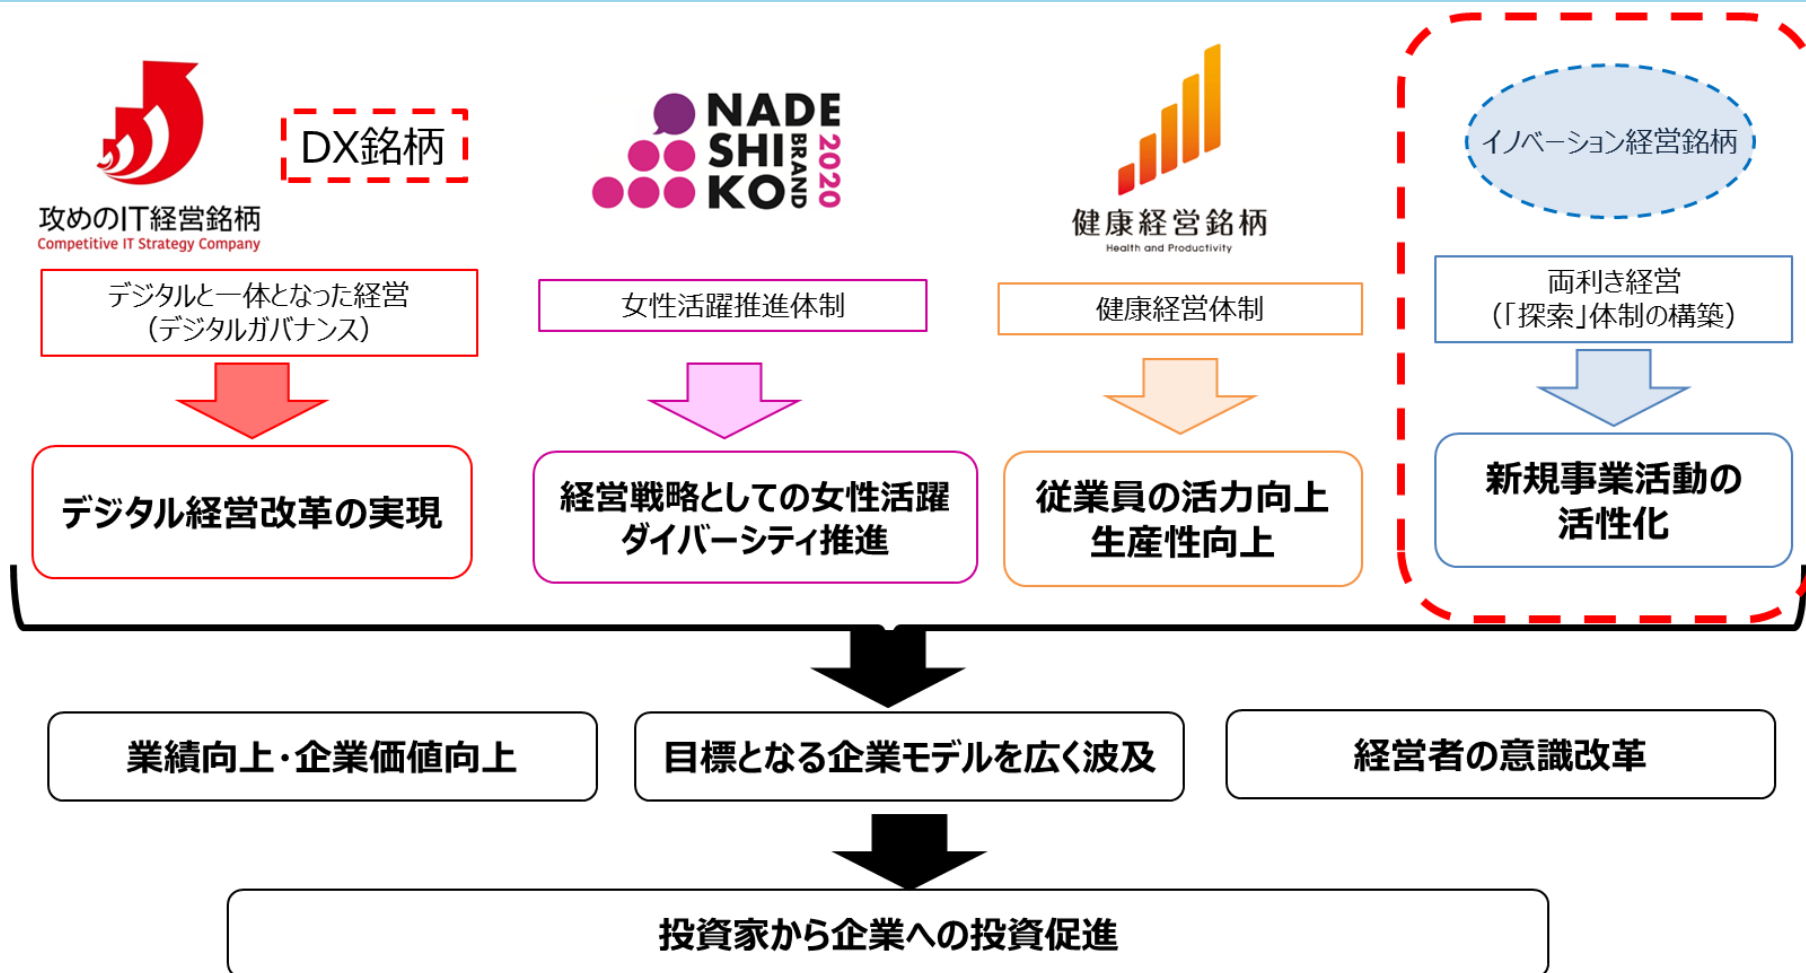 攻めのIT経営銘柄
Competitive IT Strategy Company
DX銘柄
NADE
SHI
KO
BRAND
2020
健康経営銘柄
Health and Productivity
イノベーション経営銘柄
デジタルと一体となった経営
（デジタルガバナンス）
女性活躍推進体制
健康経営体制
両利き経営
（「探索」体制の構築）
デジタル経営改革の実現
経営戦略としての女性活躍
ダイバーシティ推進
従業員の活力向上
生産性向上
新規事業活動の
活性化
業績向上・企業価値向上
目標となる企業モデルを広く波及
経営者の意識改革
投資家から企業への投資促進